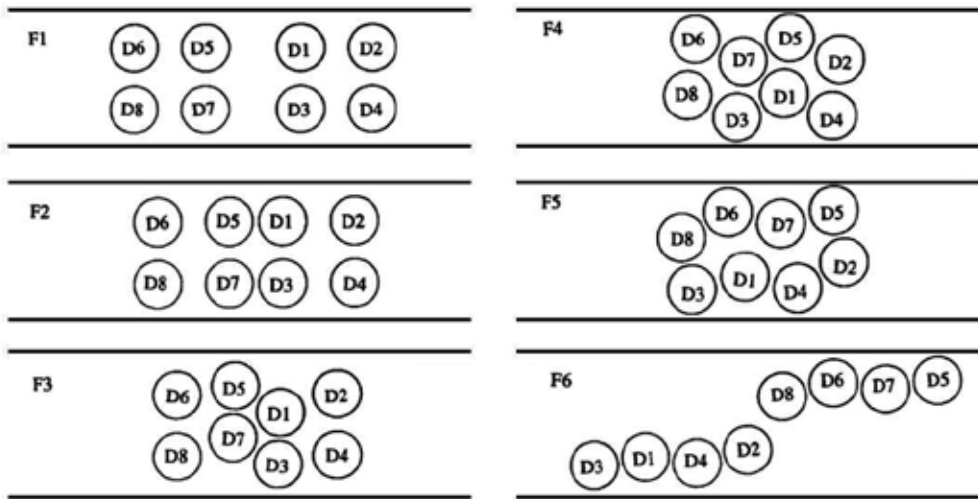 F1
D6 D5 D1 D2
D8 D7 D3 D4
F2
D6 D5 D1 D2
D8 D7 D3 D4
F3
D6 D5 D1 D2
D8 D7 D3 D4
F4
D6 D7 D5 D2
D8 D3 D1 D4
F5
D8 D6 D7 D5
D3 D1 D4 D2
F6
D8 D6 D7 D5
D3 D1 D4 D2